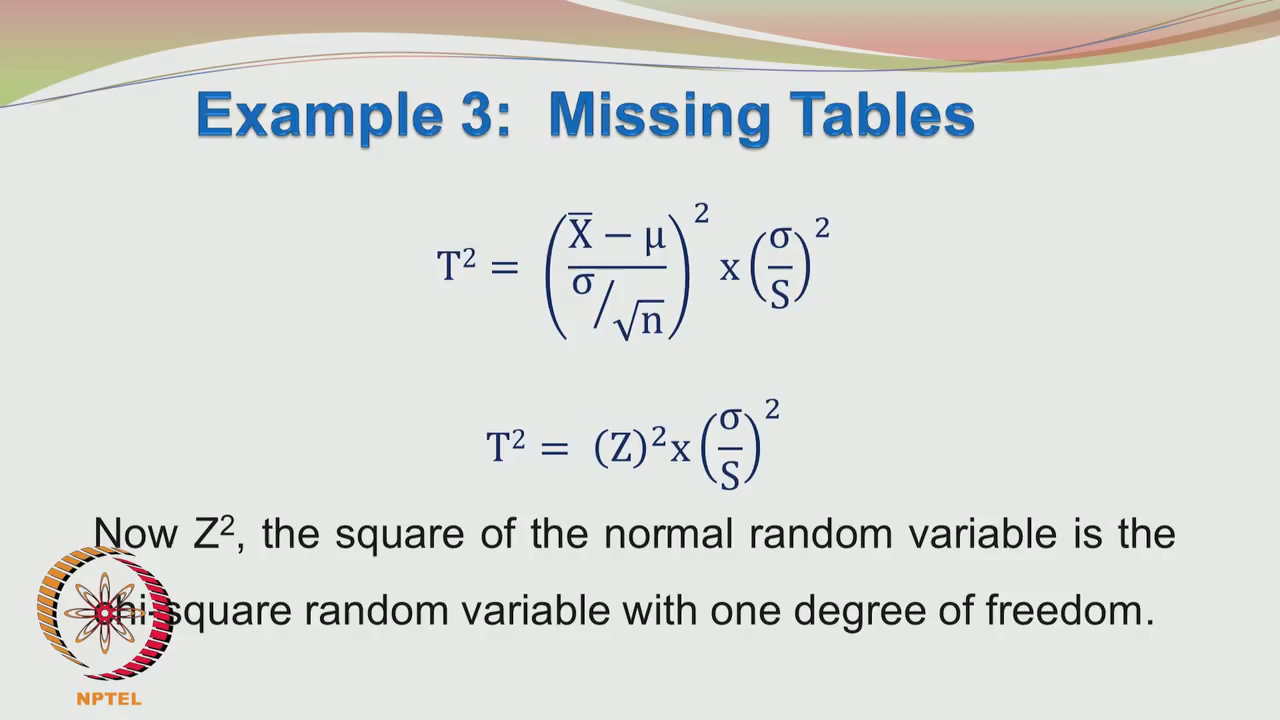 Example 3: Missing Tables
T² = ((X̅ − μ)/(σ/√n))² x (σ/S)²
T² = (Z)² x (σ/S)²
Now Z², the square of the normal random variable is the
chi-square random variable with one degree of freedom.
NPTEL